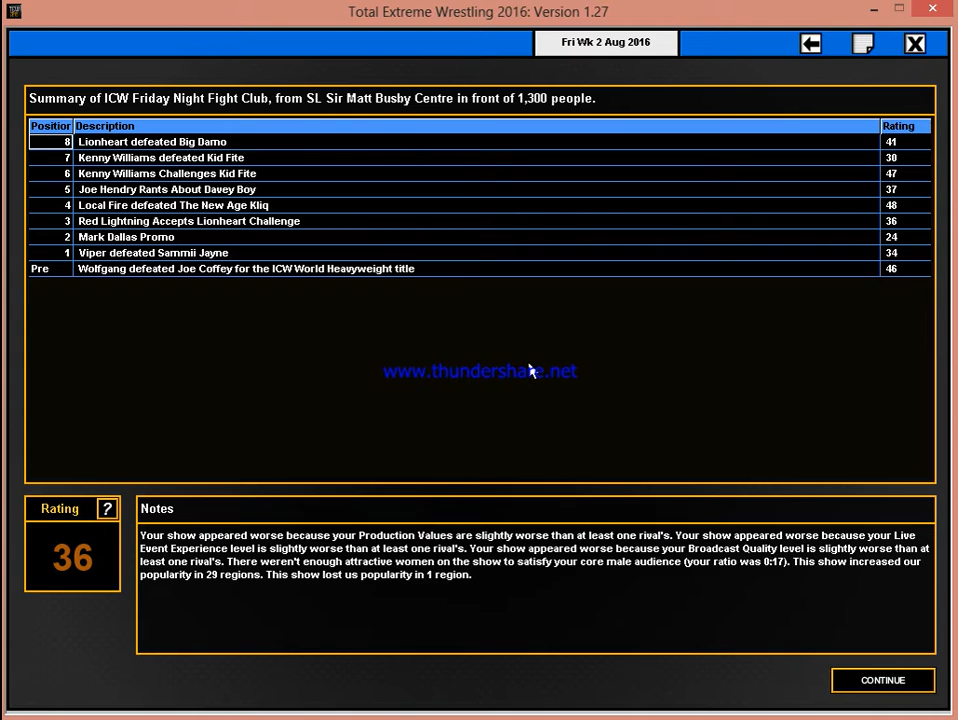 Total Extreme Wrestling 2016: Version 1.27
Fri Wk 2 Aug 2016
Summary of ICW Friday Night Fight Club, from SL Sir Matt Busby Centre in front of 1,300 people.
Position Description Rating
8 Lionheart defeated Big Damo 41
7 Kenny Williams defeated Kid Fite 30
6 Kenny Williams Challenges Kid Fite 47
5 Joe Hendry Rants About Davey Boy 37
4 Local Fire defeated The New Age Kliq 48
3 Red Lightning Accepts Lionheart Challenge 36
2 Mark Dallas Promo 24
1 Viper defeated Sammii Jayne 34
Pre Wolfgang defeated Joe Coffey for the ICW World Heavyweight title 46
www.thundershare.net
Rating ?
36
Notes
Your show appeared worse because your Production Values are slightly worse than at least one rival's. Your show appeared worse because your Live
Event Experience level is slightly worse than at least one rival's. Your show appeared worse because your Broadcast Quality level is slightly worse than at
least one rival's. There weren't enough attractive women on the show to satisfy your core male audience (your ratio was 0:17). This show increased our
popularity in 29 regions. This show lost us popularity in 1 region.
CONTINUE